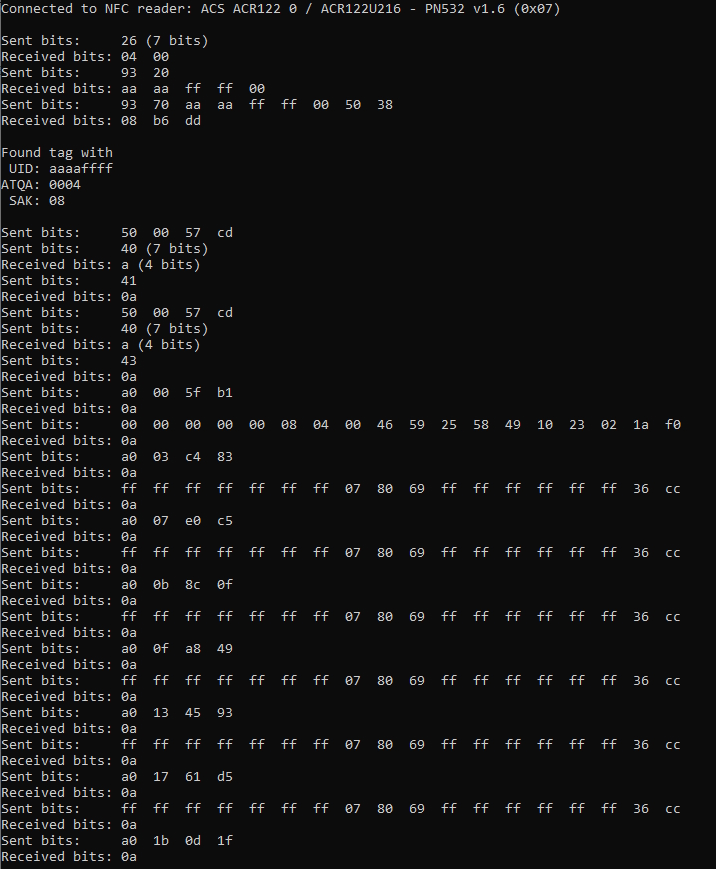 Connected to NFC reader: ACS ACR122 0 / ACR122U216 - PN532 v1.6 (0x07)
Sent bits:     26 (7 bits)
Received bits: 04  00
Sent bits:     93  20
Received bits: aa  aa  ff  ff  00
Sent bits:     93  70  aa  aa  ff  ff  00  50  38
Received bits: 08  b6  dd
Found tag with
 UID: aaaaffff
ATQA: 0004
 SAK: 08
Sent bits:     50  00  57  cd
Sent bits:     40 (7 bits)
Received bits: a (4 bits)
Sent bits:     41
Received bits: 0a
Sent bits:     50  00  57  cd
Sent bits:     40 (7 bits)
Received bits: a (4 bits)
Sent bits:     43
Received bits: 0a
Sent bits:     a0  00  5f  b1
Received bits: 0a
Sent bits:     00  00  00  00  00  08  04  00  46  59  25  58  49  10  23  02  1a  f0
Received bits: 0a
Sent bits:     a0  03  c4  83
Received bits: 0a
Sent bits:     ff  ff  ff  ff  ff  ff  ff  07  80  69  ff  ff  ff  ff  ff  ff  36  cc
Received bits: 0a
Sent bits:     a0  07  e0  c5
Received bits: 0a
Sent bits:     ff  ff  ff  ff  ff  ff  ff  07  80  69  ff  ff  ff  ff  ff  ff  36  cc
Received bits: 0a
Sent bits:     a0  0b  8c  0f
Received bits: 0a
Sent bits:     ff  ff  ff  ff  ff  ff  ff  07  80  69  ff  ff  ff  ff  ff  ff  36  cc
Received bits: 0a
Sent bits:     a0  0f  a8  49
Received bits: 0a
Sent bits:     ff  ff  ff  ff  ff  ff  ff  07  80  69  ff  ff  ff  ff  ff  ff  36  cc
Received bits: 0a
Sent bits:     a0  13  45  93
Received bits: 0a
Sent bits:     ff  ff  ff  ff  ff  ff  ff  07  80  69  ff  ff  ff  ff  ff  ff  36  cc
Received bits: 0a
Sent bits:     a0  17  61  d5
Received bits: 0a
Sent bits:     ff  ff  ff  ff  ff  ff  ff  07  80  69  ff  ff  ff  ff  ff  ff  36  cc
Received bits: 0a
Sent bits:     a0  1b  0d  1f
Received bits: 0a